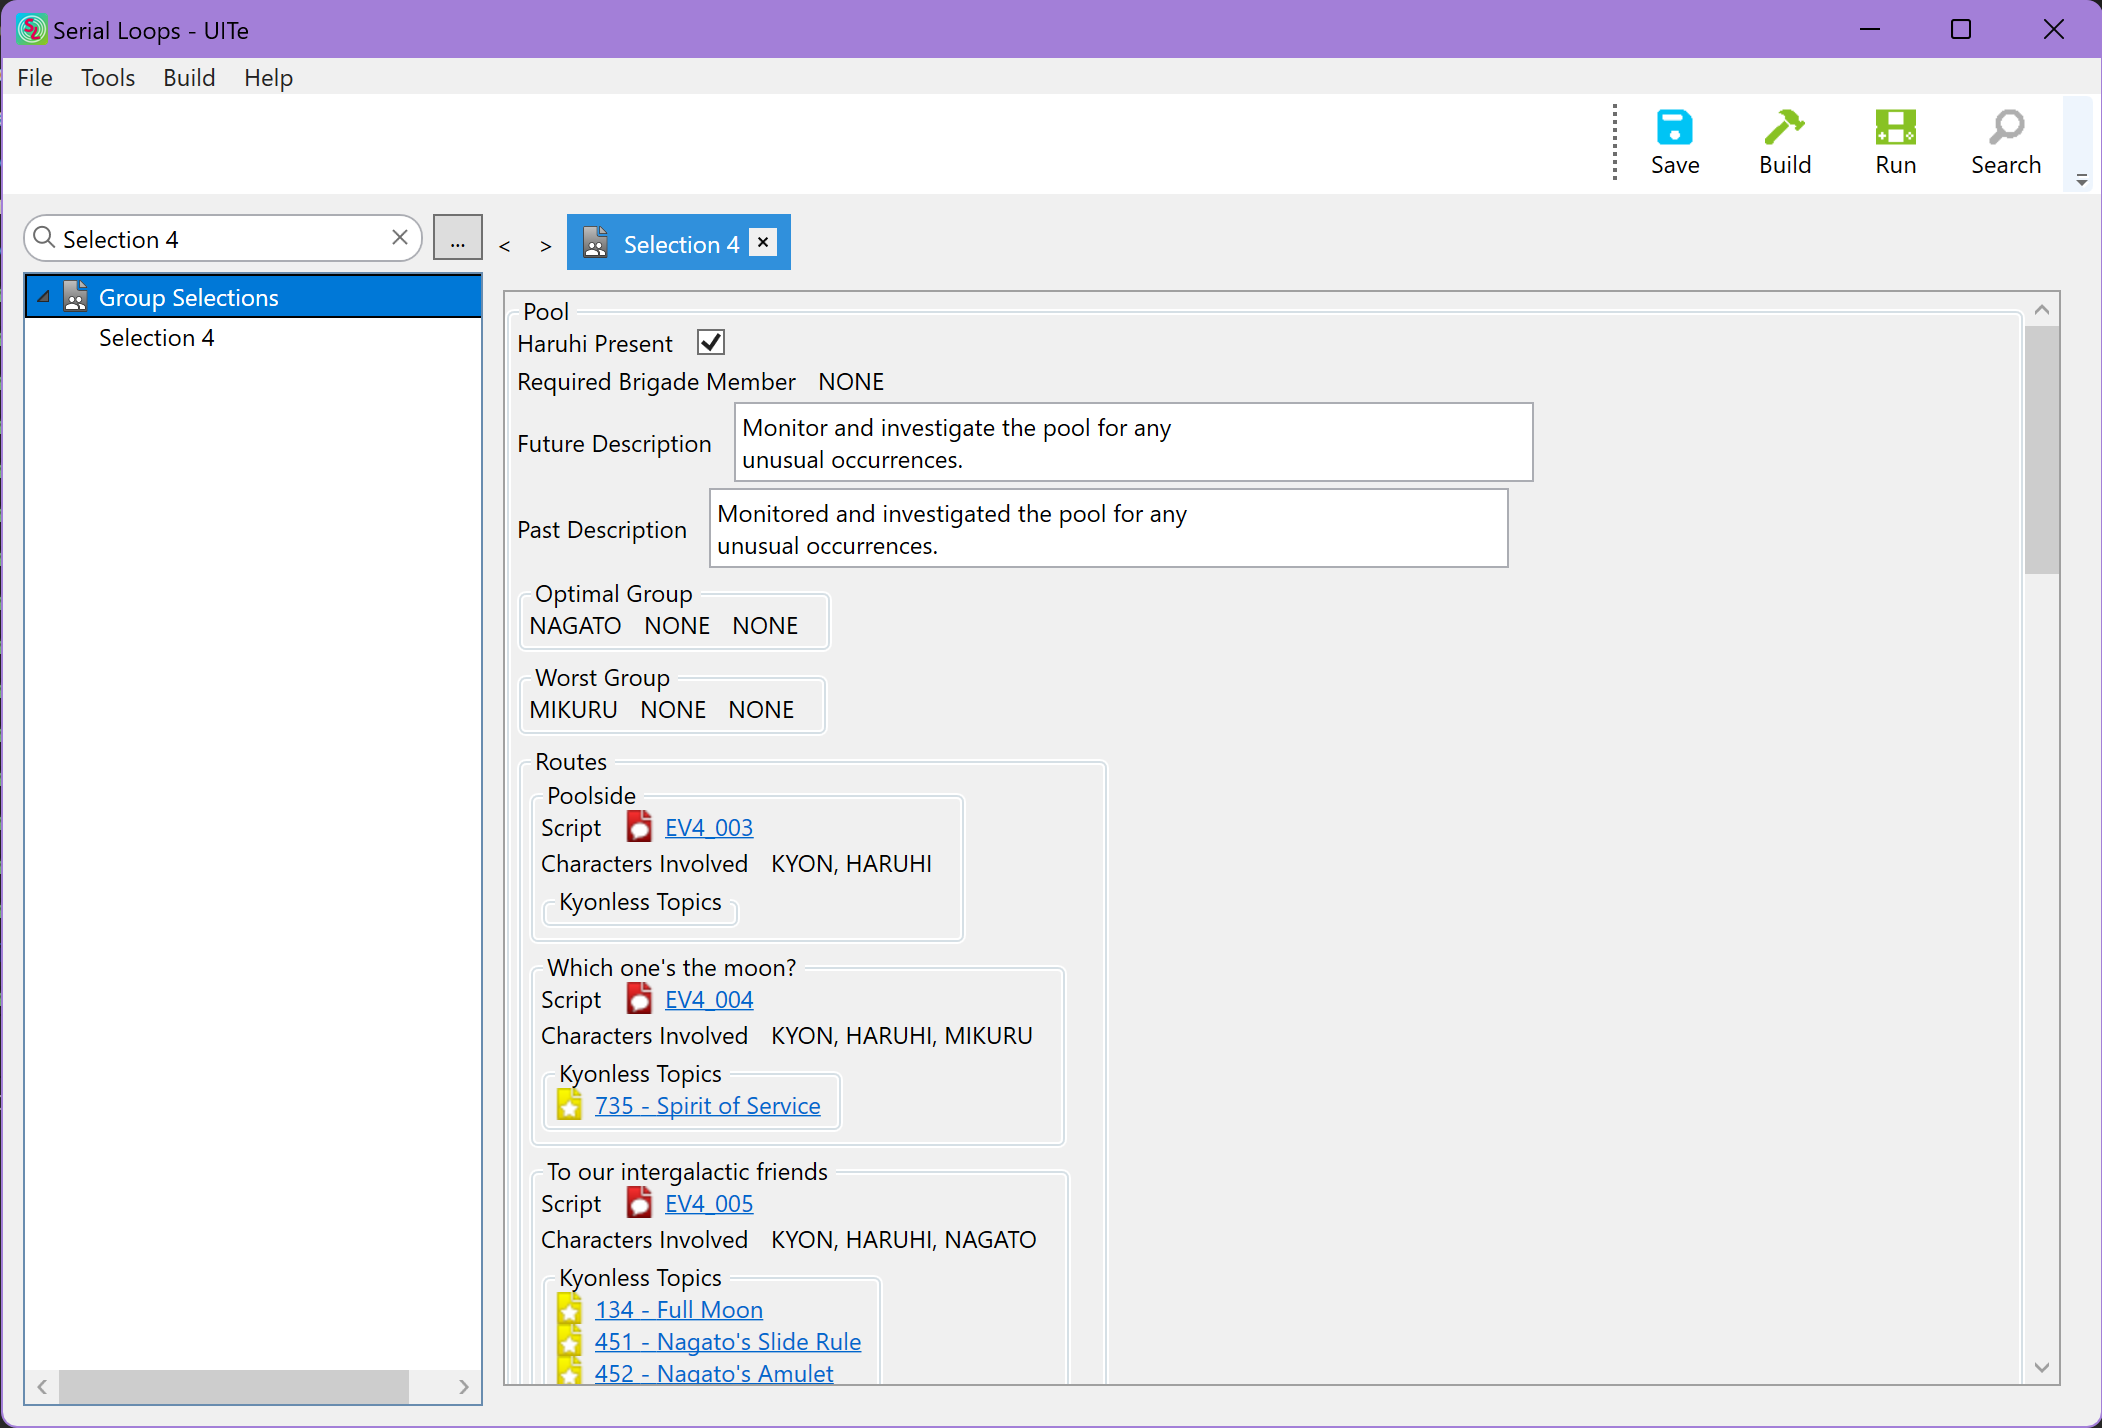 Serial Loops - UITe
File Tools Build Help
Save Build Run Search
Selection 4
...
< >
Selection 4
Group Selections
Selection 4
Pool
Haruhi Present
Required Brigade Member NONE
Future Description
Monitor and investigate the pool for any
unusual occurrences.
Past Description
Monitored and investigated the pool for any
unusual occurrences.
Optimal Group
NAGATO NONE NONE
Worst Group
MIKURU NONE NONE
Routes
Poolside
Script EV4_003
Characters Involved KYON, HARUHI
Kyonless Topics
Which one's the moon?
Script EV4_004
Characters Involved KYON, HARUHI, MIKURU
Kyonless Topics
735 - Spirit of Service
To our intergalactic friends
Script EV4_005
Characters Involved KYON, HARUHI, NAGATO
Kyonless Topics
134 - Full Moon
451 - Nagato's Slide Rule
452 - Nagato's Amulet